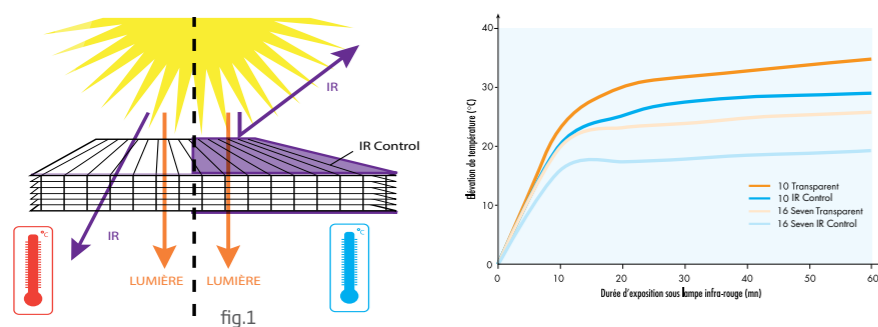 IR
IR Control
IR
°C
°C
LUMIÈRE
LUMIÈRE
fig.1
Élévation de température (°C)
40
30
20
10
0
10 Transparent
10 IR Control
16 Seven Transparent
16 Seven IR Control
0
10
20
30
40
50
60
Durée d'exposition sous lampe infra-rouge (mn)